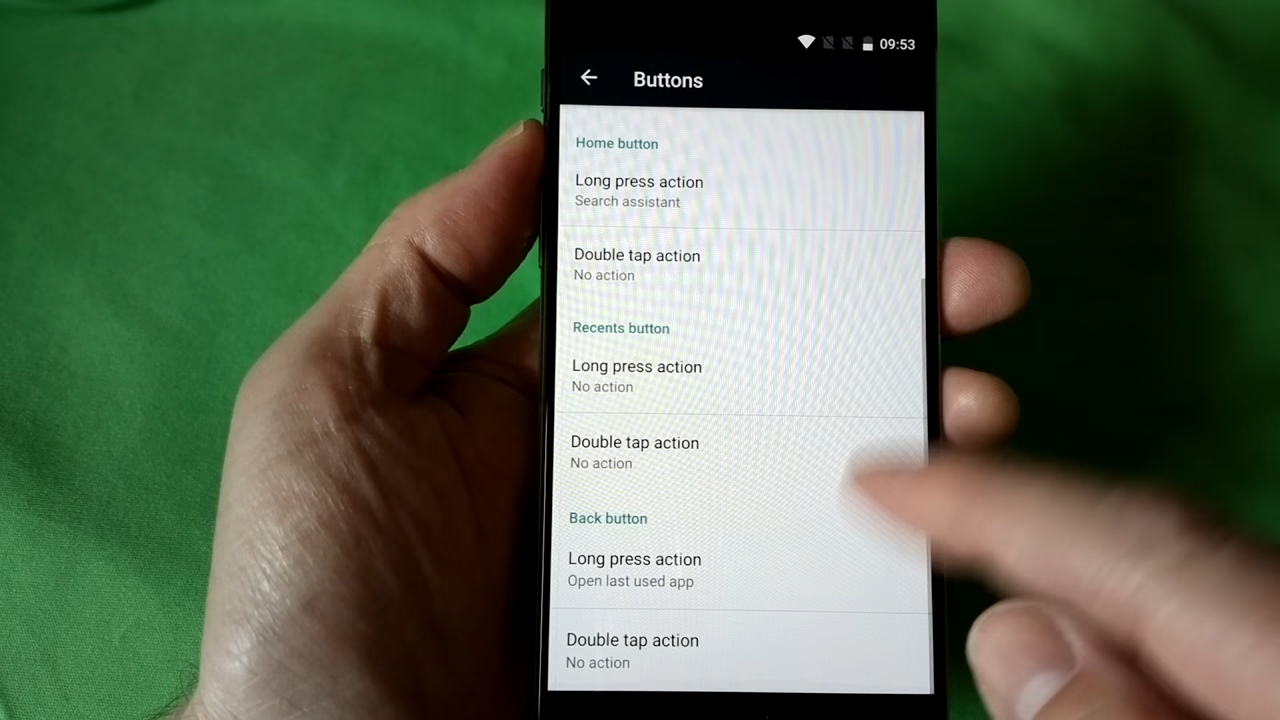 09:53
Buttons
Home button
Long press action
Search assistant
Double tap action
No action
Recents button
Long press action
No action
Double tap action
No action
Back button
Long press action
Open last used app
Double tap action
No action